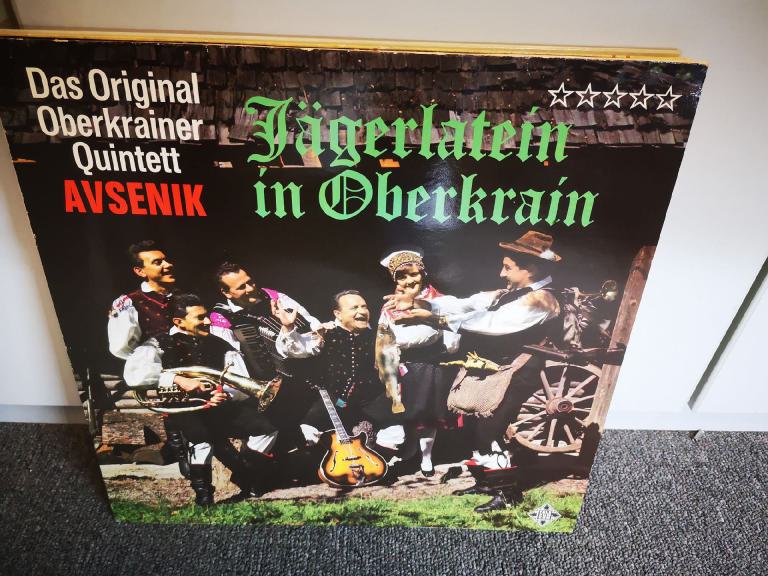 Das Original
Oberkrainer
Quintett
AVSENIK
Jägerlatein
in Oberkrain